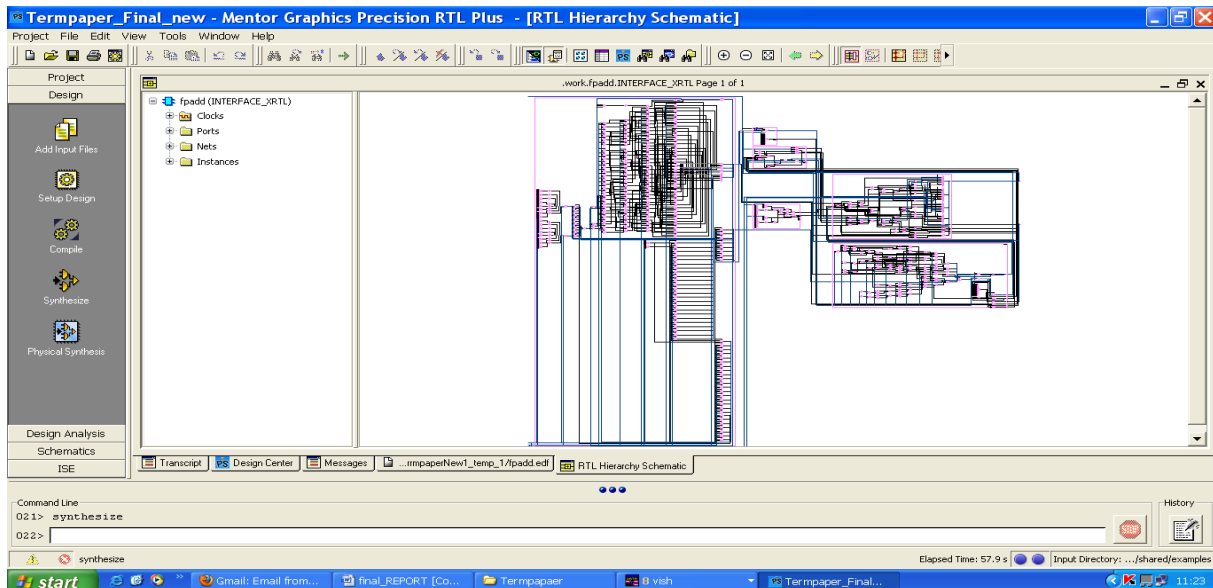 Termpaper_Final_new - Mentor Graphics Precision RTL Plus - [RTL Hierarchy Schematic]
Project File Edit View Tools Window Help
Project
Design
Add Input Files
Setup Design
Compile
Synthesize
Physical Synthesis
Design Analysis
Schematics
ISE
.work.fpadd.INTERFACE_XRTL Page 1 of 1
fpadd (INTERFACE_XRTL)
Clocks
Ports
Nets
Instances
Transcript Design Center Messages ...rmpaperNew1_temp_1/fpadd.edf RTL Hierarchy Schematic
Command Line
021> synthesize
022>
History
STOP
synthesize
Elapsed Time: 57.9 s Input Directory: .../shared/examples
start Gmail: Email from... final_REPORT [Co... Termpapaer 8 vish Termpaper_Final... 11:23